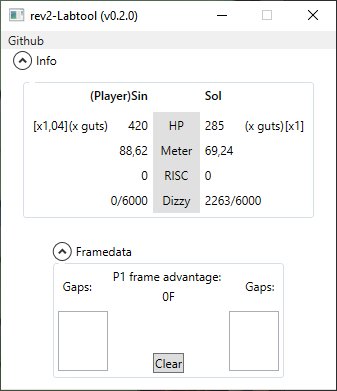 rev2-Labtool (v0.2.0)
Github
Info
(Player)Sin Sol
[x1,04](x guts) 420 HP 285 (x guts)[x1]
88,62 Meter 69,24
0 RISC 0
0/6000 Dizzy 2263/6000
Framedata
P1 frame advantage:
Gaps: Gaps:
0F
Clear